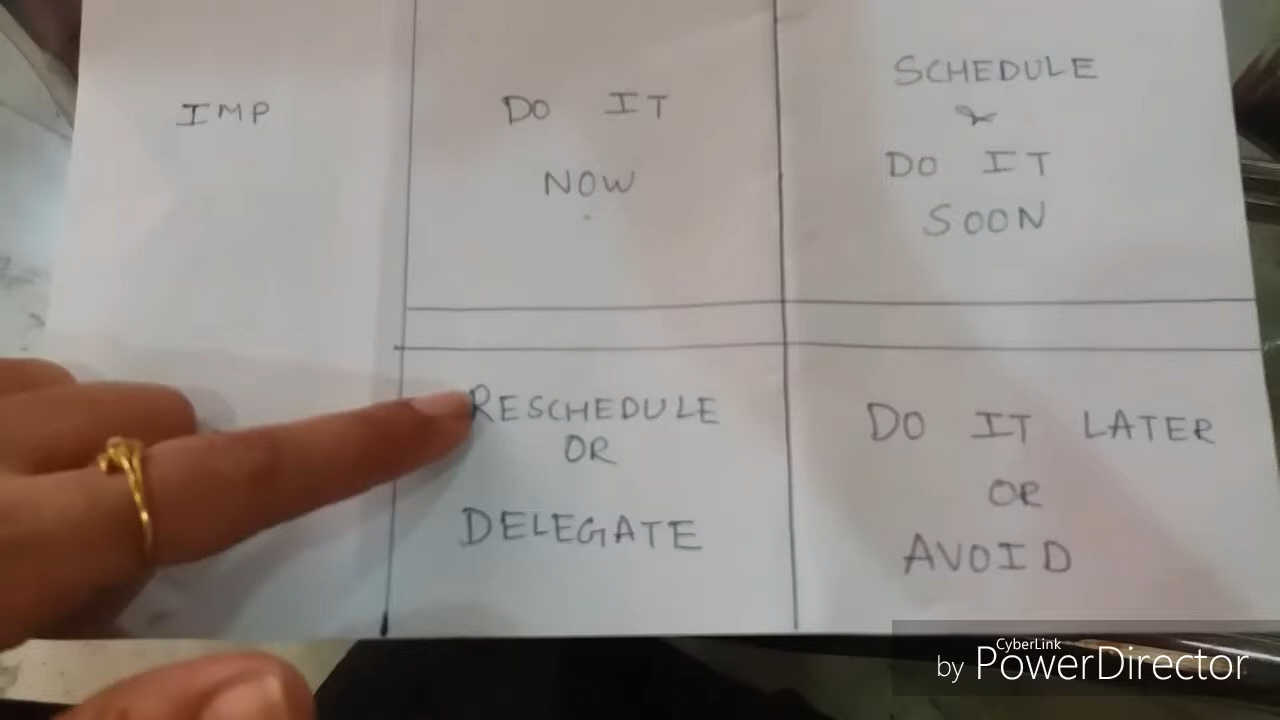 IMP
DO IT
NOW
SCHEDULE
&
DO IT
SOON
RESCHEDULE
OR
DELEGATE
DO IT LATER
OR
AVOID
CyberLink
by PowerDirector